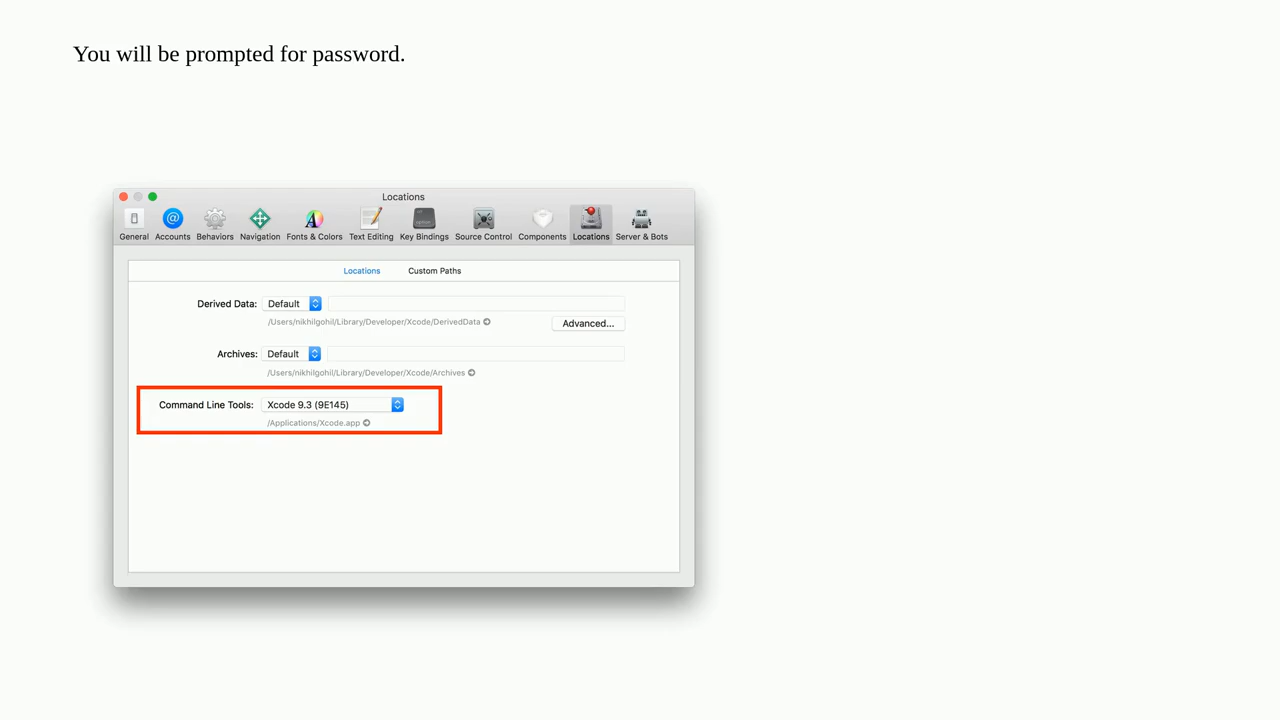 You will be prompted for password.
Locations
General Accounts Behaviors Navigation Fonts & Colors Text Editing Key Bindings Source Control Components Locations Server & Bots
Locations Custom Paths
Derived Data: Default
/Users/nikhilgohil/Library/Developer/Xcode/DerivedData
Advanced...
Archives: Default
/Users/nikhilgohil/Library/Developer/Xcode/Archives
Command Line Tools: Xcode 9.3 (9E145)
/Applications/Xcode.app